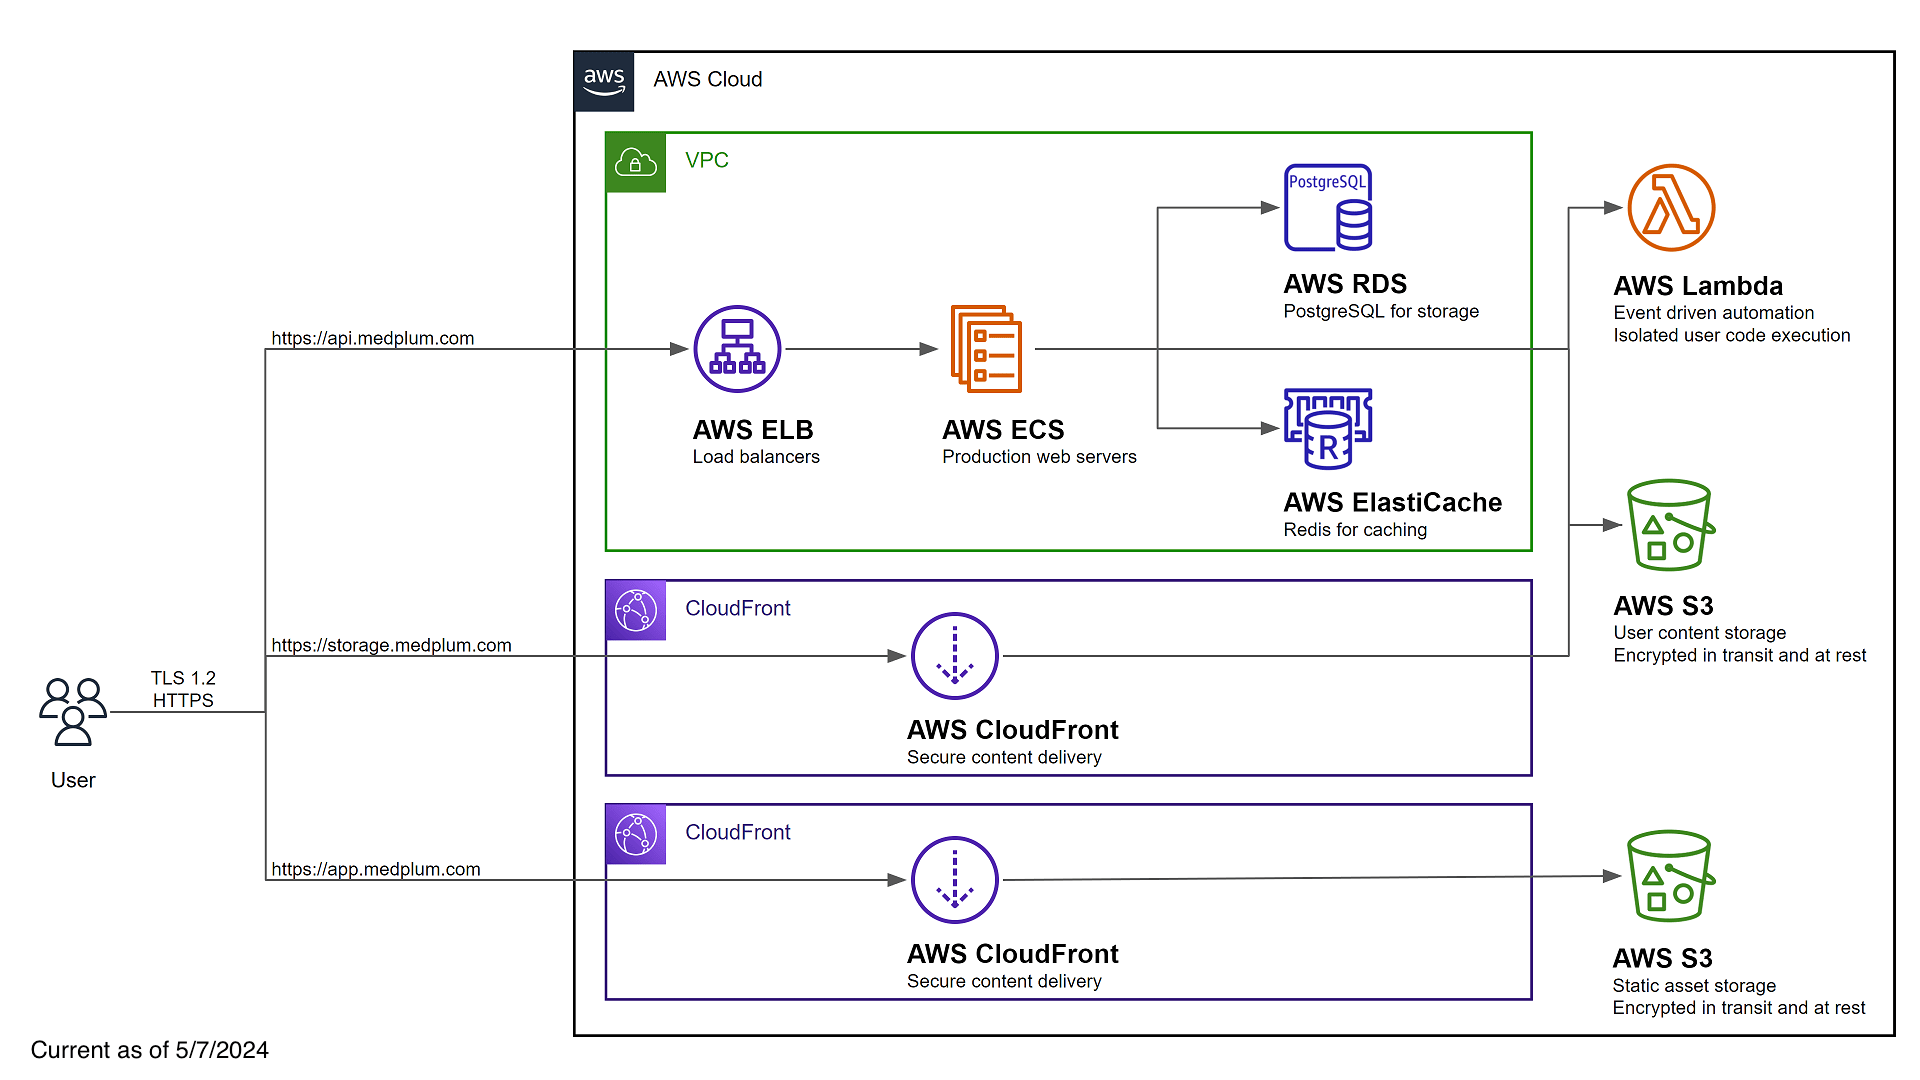 aws
AWS Cloud
VPC
PostgreSQL
AWS RDS
PostgreSQL for storage
AWS Lambda
Event driven automation
Isolated user code execution
https://api.medplum.com
AWS ELB
Load balancers
AWS ECS
Production web servers
R
AWS ElastiCache
Redis for caching
AWS S3
User content storage
Encrypted in transit and at rest
CloudFront
https://storage.medplum.com
AWS CloudFront
Secure content delivery
TLS 1.2
HTTPS
User
CloudFront
https://app.medplum.com
AWS CloudFront
Secure content delivery
AWS S3
Static asset storage
Encrypted in transit and at rest
Current as of 5/7/2024